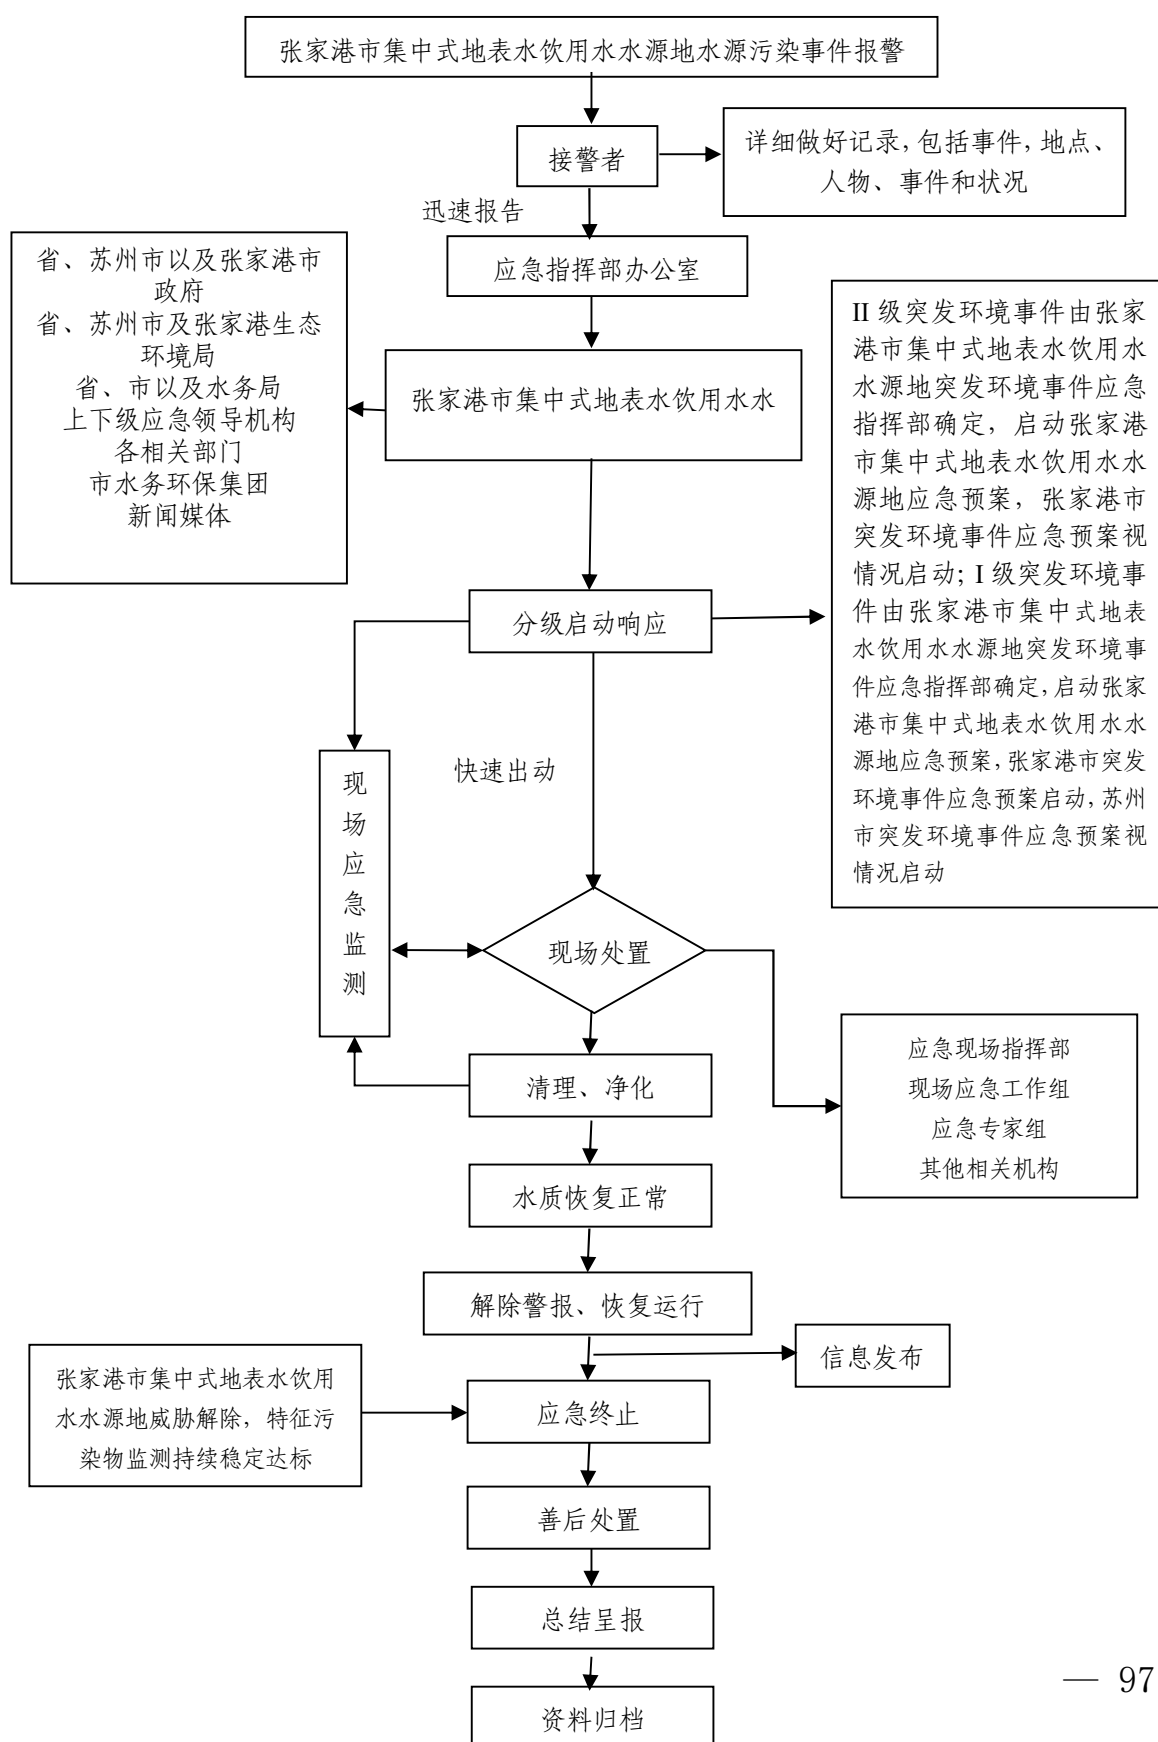 张家港市集中式地表水饮用水水源地水源污染事件报警
接警者
详细做好记录，包括事件，地点、
人物、事件和状况
迅速报告
应急指挥部办公室
省、苏州市以及张家港市
政府
省、苏州市及张家港生态
环境局
省、市以及水务局
上下级应急领导机构
各相关部门
市水务环保集团
新闻媒体
张家港市集中式地表水饮用水水
II 级突发环境事件由张家
港市集中式地表水饮用水
水源地突发环境事件应急
指挥部确定，启动张家港
市集中式地表水饮用水水
源地应急预案，张家港市
突发环境事件应急预案视
情况启动；I 级突发环境事
件由张家港市集中式地表
水饮用水水源地突发环境事
件应急指挥部确定，启动张家
港市集中式地表水饮用水水
源地应急预案，张家港市突发
环境事件应急预案启动，苏州
市突发环境事件应急预案视
情况启动
分级启动响应
快速出动
现
场
应
急
监
测
现场处置
应急现场指挥部
现场应急工作组
应急专家组
其他相关机构
清理、净化
水质恢复正常
解除警报、恢复运行
信息发布
张家港市集中式地表水饮用
水水源地威胁解除，特征污
染物监测持续稳定达标
应急终止
善后处置
总结呈报
资料归档
— 97